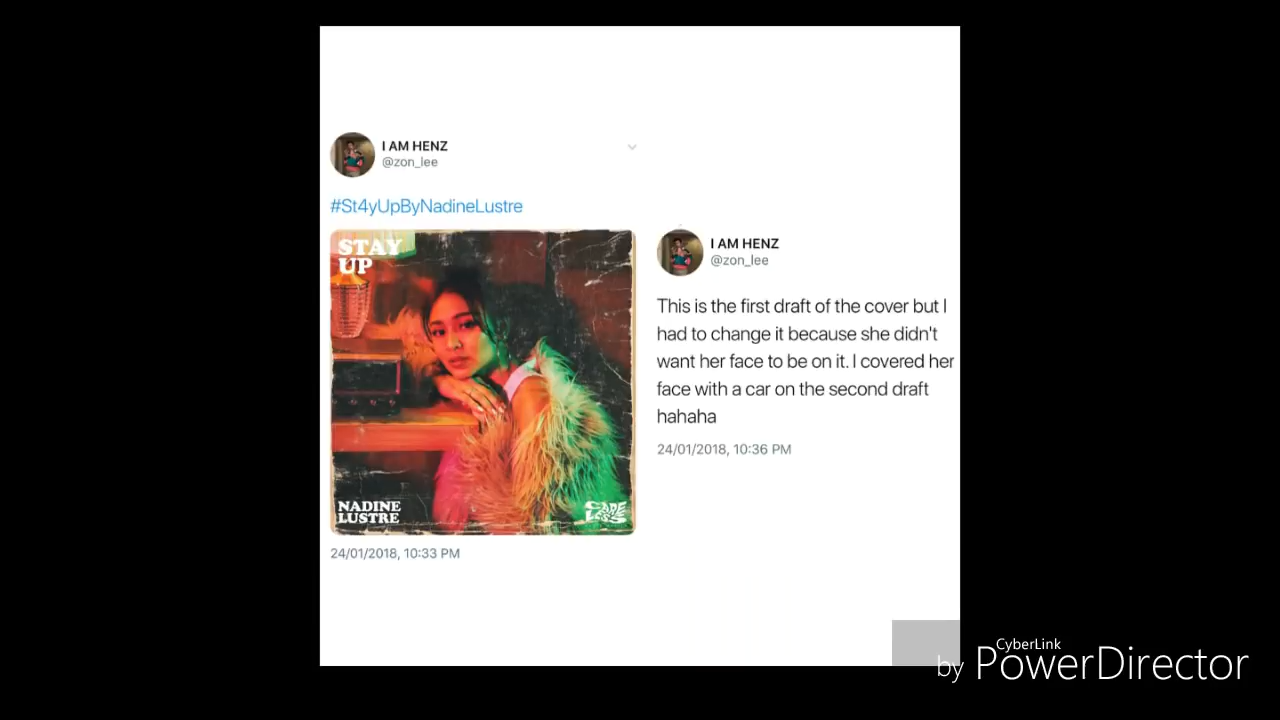 I AM HENZ
@zon_lee
#St4yUpByNadineLustre
STAY
UP
NADINE
LUSTRE
CARE
LESS
24/01/2018, 10:33 PM
I AM HENZ
@zon_lee
This is the first draft of the cover but I
had to change it because she didn't
want her face to be on it. I covered her
face with a car on the second draft
hahaha
24/01/2018, 10:36 PM
CyberLink
by PowerDirector